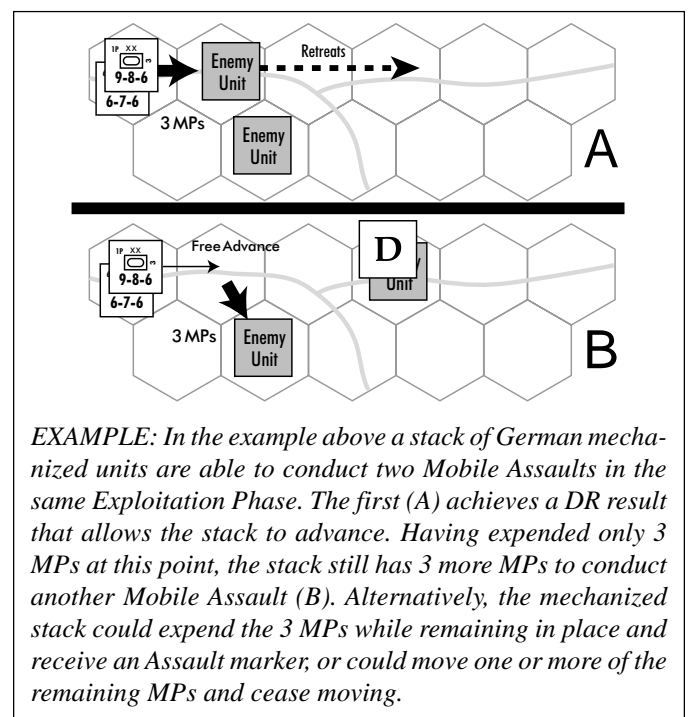 1P XX
3
9-8-6
6-7-6
Enemy
Unit
Retreats
3 MPs
Enemy
Unit
A
1P XX
3
9-8-6
6-7-6
Free Advance
D
Unit
3 MPs
Enemy
Unit
B
EXAMPLE: In the example above a stack of German mecha-
nized units are able to conduct two Mobile Assaults in the
same Exploitation Phase. The first (A) achieves a DR result
that allows the stack to advance. Having expended only 3
MPs at this point, the stack still has 3 more MPs to conduct
another Mobile Assault (B). Alternatively, the mechanized
stack could expend the 3 MPs while remaining in place and
receive an Assault marker, or could move one or more of the
remaining MPs and cease moving.